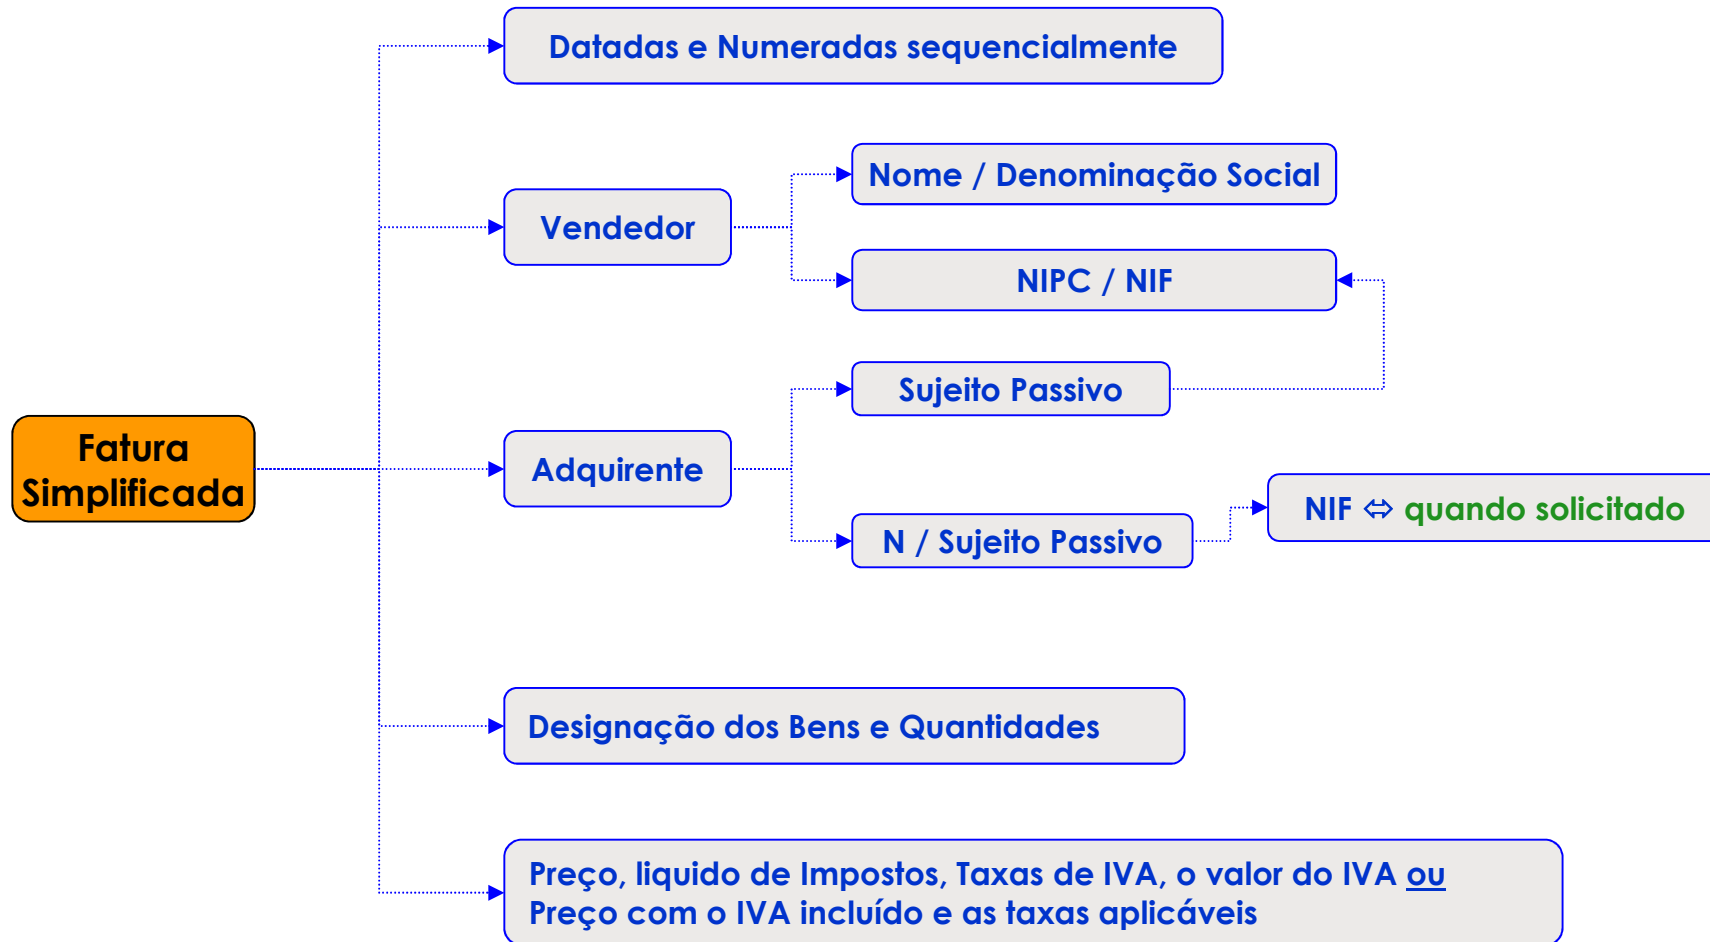 Datadas e Numeradas sequencialmente
Nome / Denominação Social
Vendedor
NIPC / NIF
Sujeito Passivo
Fatura
Simplificada
Adquirente
NIF ⇔ quando solicitado
N / Sujeito Passivo
Designação dos Bens e Quantidades
Preço, liquido de Impostos, Taxas de IVA, o valor do IVA ou
Preço com o IVA incluído e as taxas aplicáveis